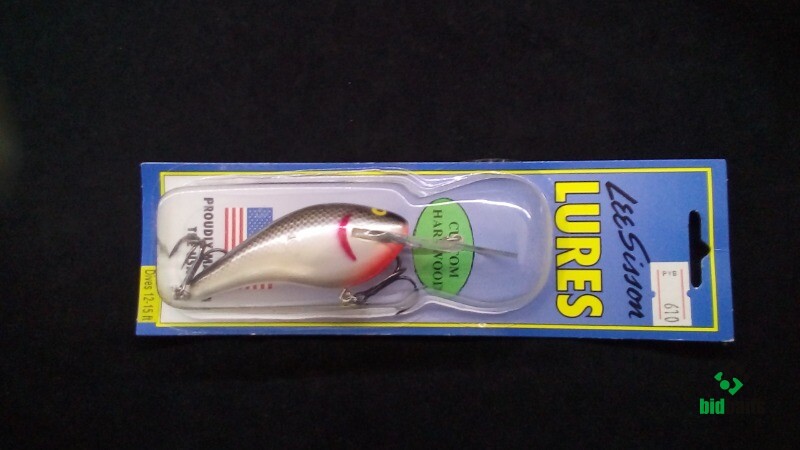 Lee Sisson
LURES
610
CUSTOM
HARDWOOD
PROUDLY
Dives 12-15 ft
bid